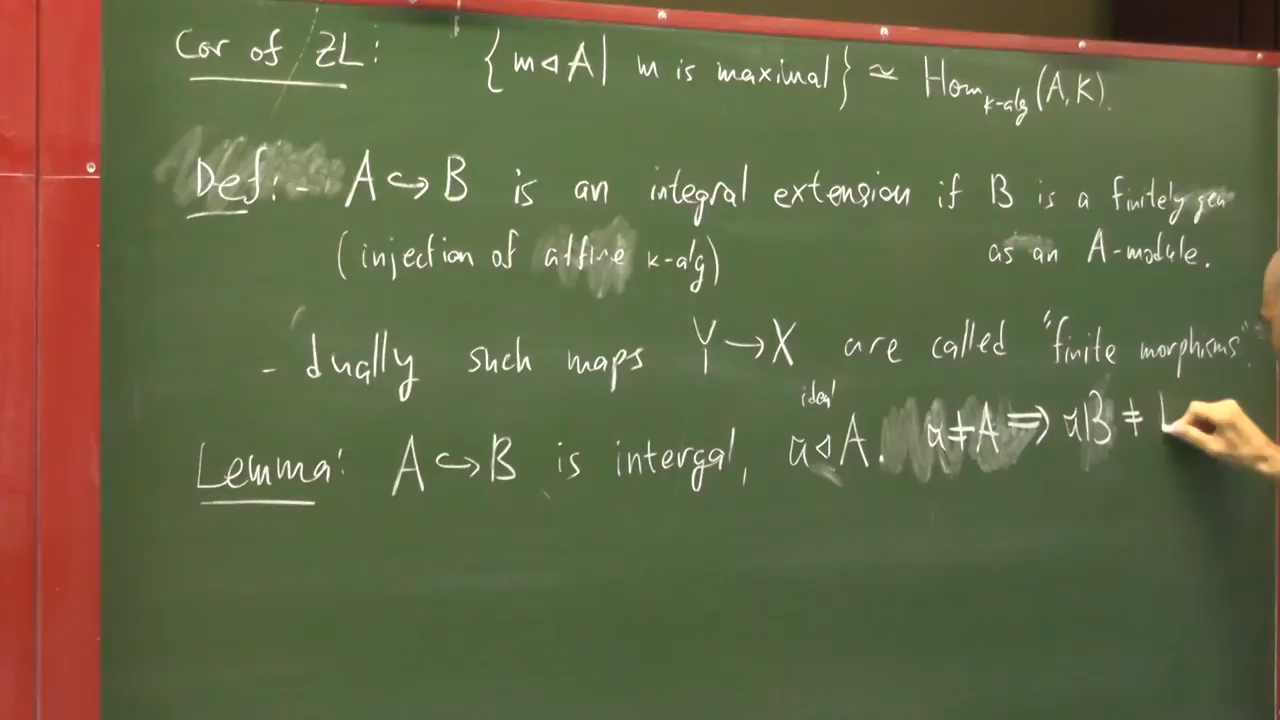 Cor of ZL: {m ◁ A | m is maximal} ≃ Hom_{k-alg}(A, K).
Def: - A ↪ B is an integral extension if B is a finitely gen
(injection of affine k-alg) as an A-module.
- dually such maps Y → X are called "finite morphisms".
ideal
Lemma: A ↪ B is intergal, a ◁ A. a ≠ A ⟹ aB ≠